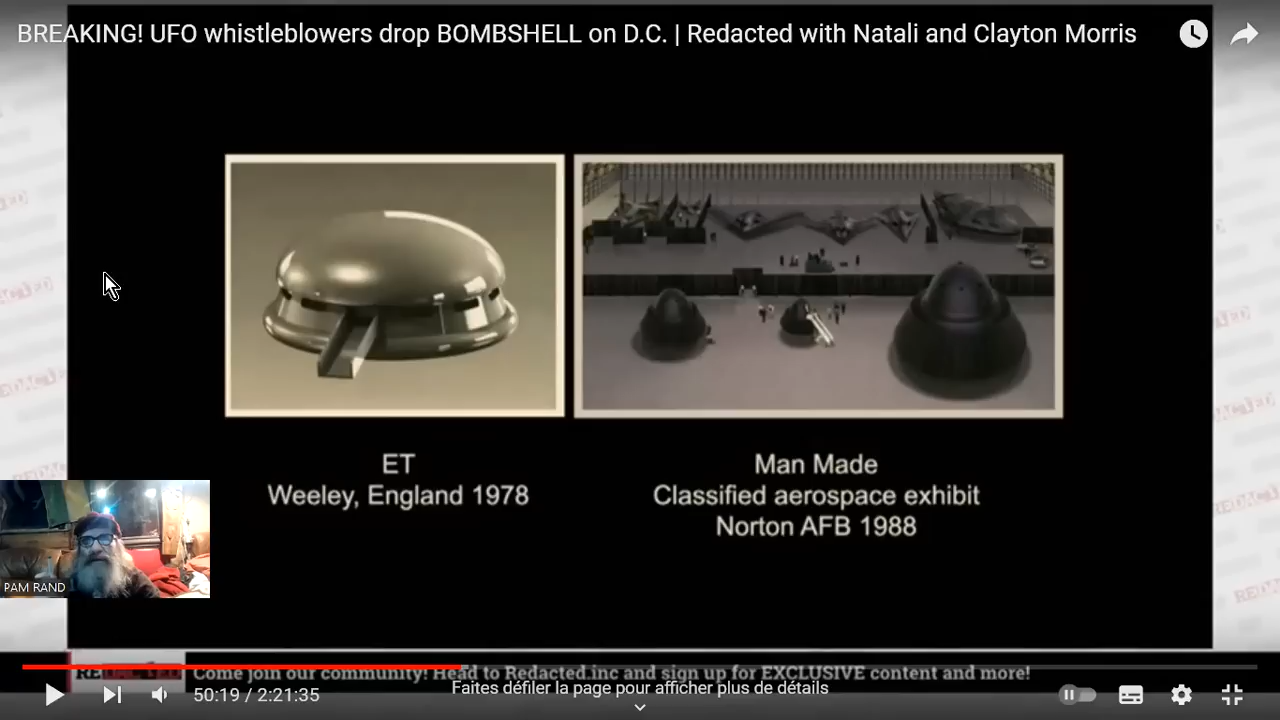 BREAKING! UFO whistleblowers drop BOMBSHELL on D.C. | Redacted with Natali and Clayton Morris
ET
Weeley, England 1978
Man Made
Classified aerospace exhibit
Norton AFB 1988
PAM RAND
REDACTED
Come join our community! Head to Redacted.inc and sign up for EXCLUSIVE content and more!
50:19 / 2:21:35
Faites défiler la page pour afficher plus de détails